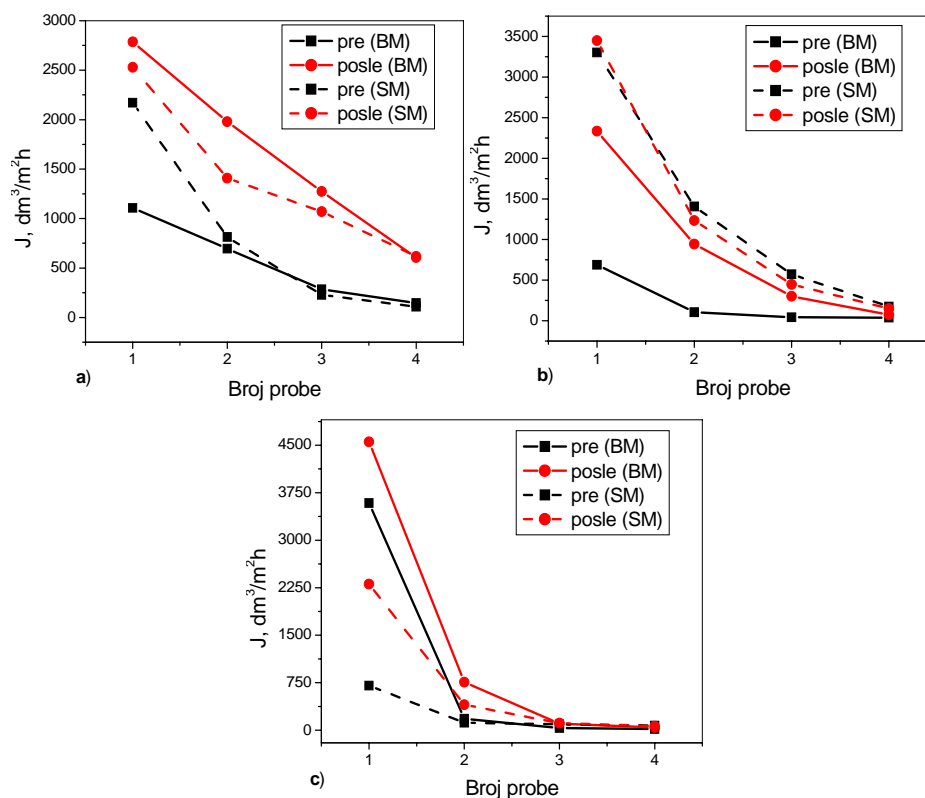 3000
2500
2000
1500
1000
500
0
J, dm³/m²h
pre (BM)
posle (BM)
pre (SM)
posle (SM)
1 2 3 4
a)
Broj probe
3500
3000
2500
2000
1500
1000
500
0
J, dm³/m²h
pre (BM)
posle (BM)
pre (SM)
posle (SM)
1 2 3 4
b)
Broj probe
4500
3750
3000
2250
1500
750
0
J, dm³/m²h
pre (BM)
posle (BM)
pre (SM)
posle (SM)
1 2 3 4
c)
Broj probe